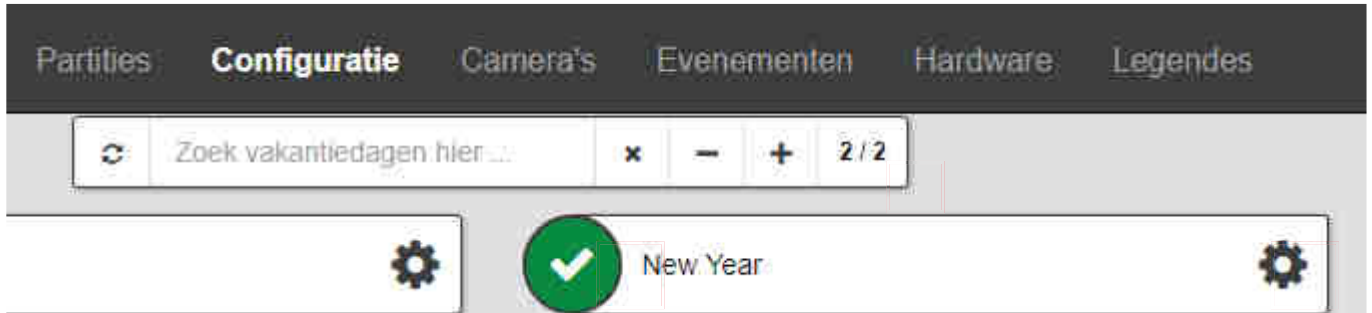 Partities Configuratie Camera's Evenementen Hardware Legendes
Zoek vakantiedagen hier ... 2 / 2
New Year